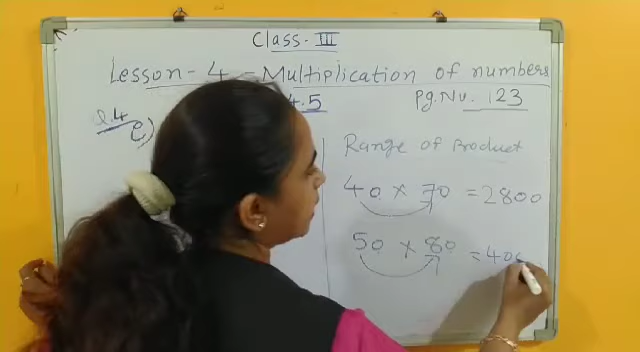 Class - III
Lesson - 4 - Multiplication of numbers
4.5 Pg.No. 123
Q.4
e)
Range of Product
40 × 70 = 2800
50 × 80 = 400